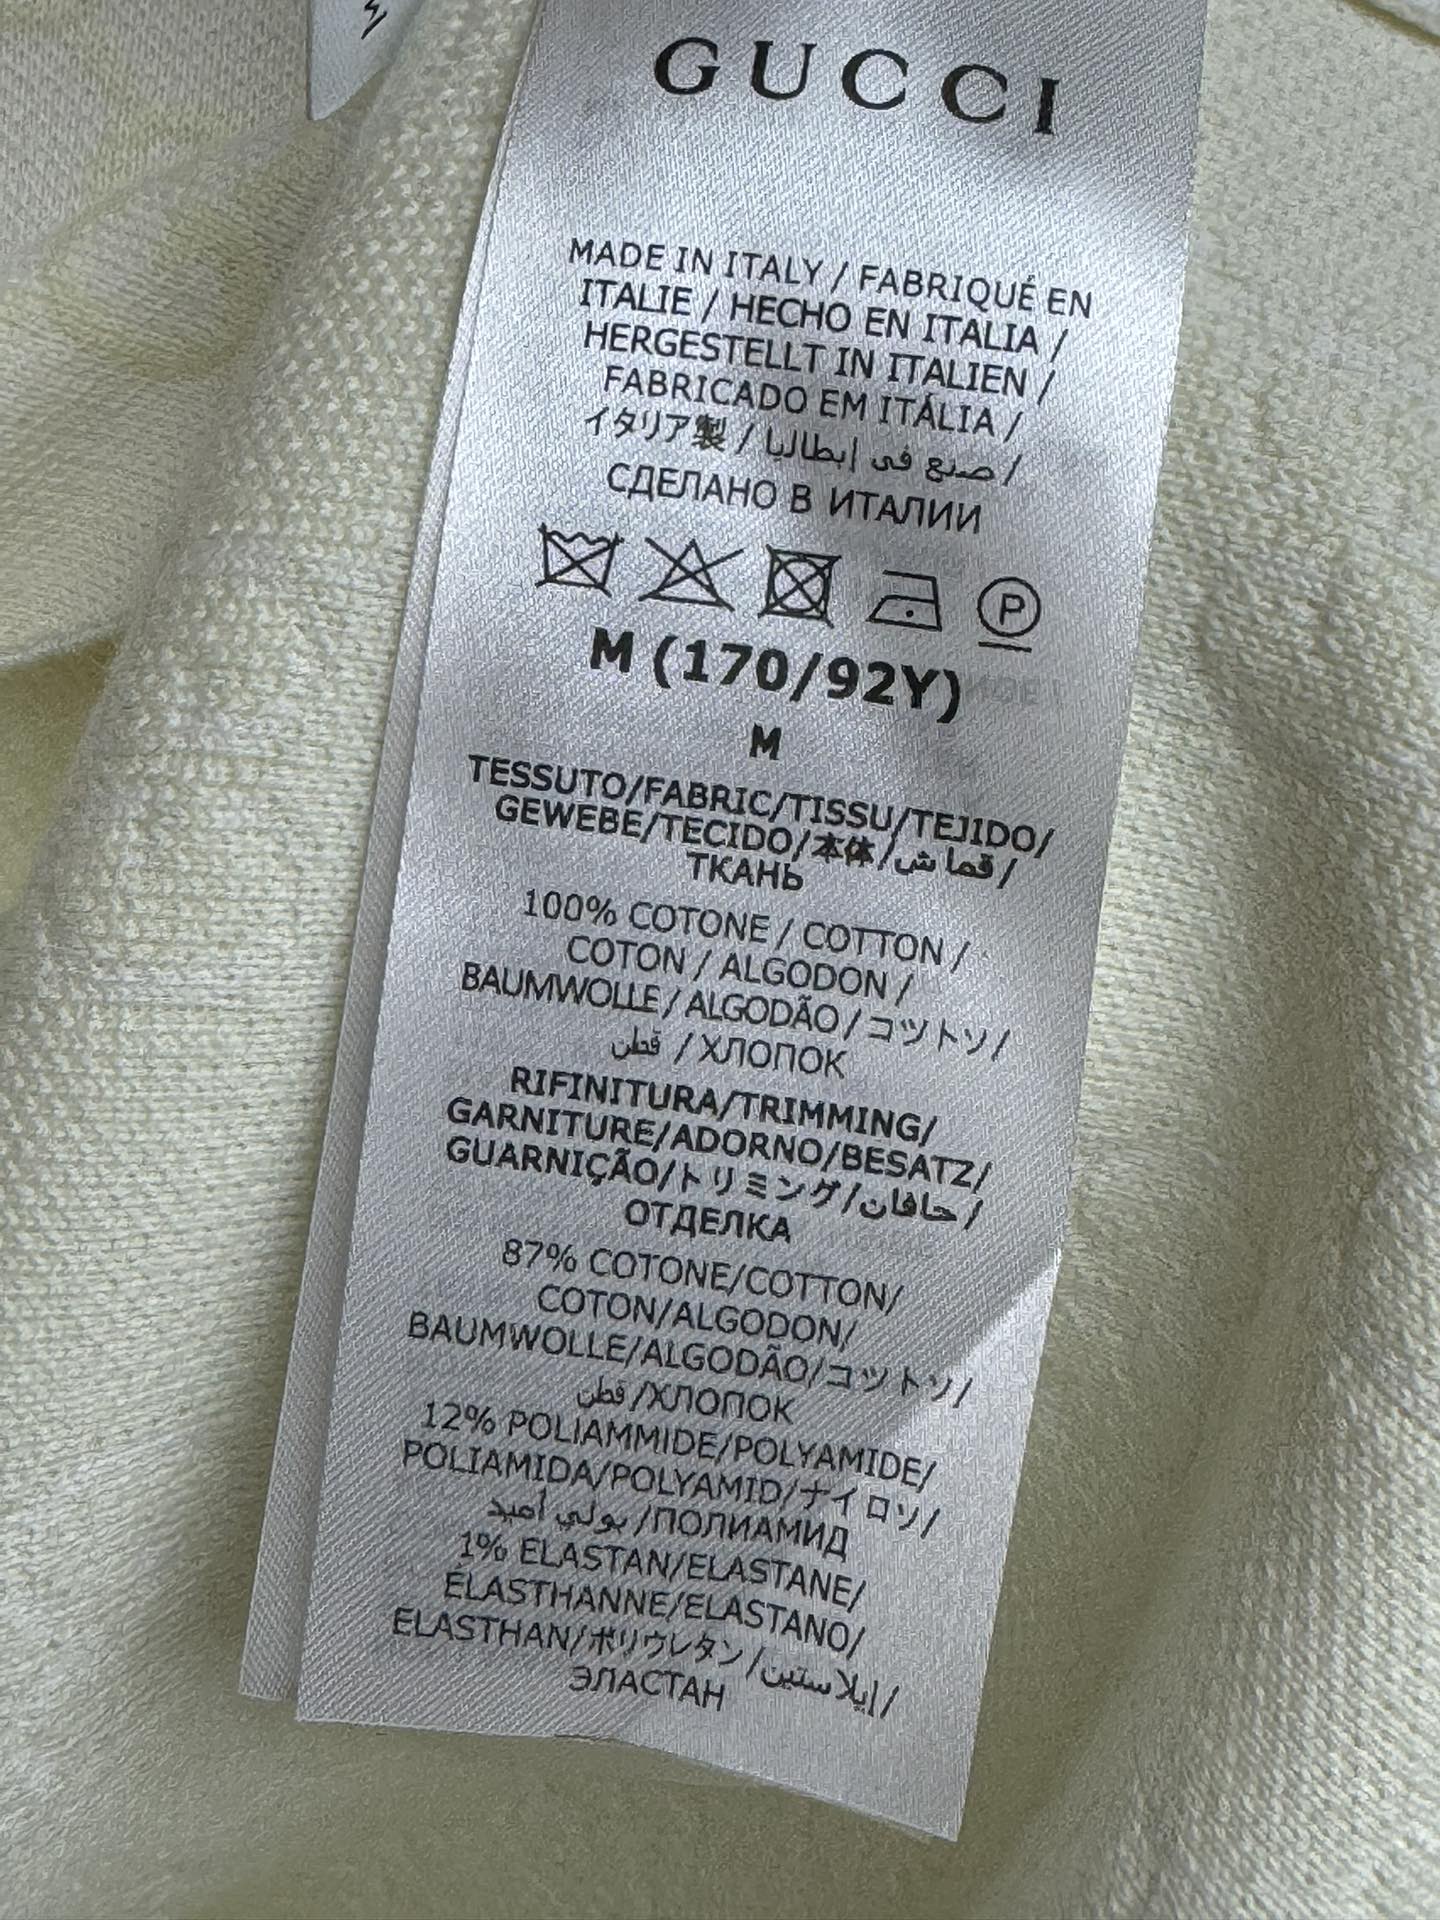 GUCCI
MADE IN ITALY / FABRIQUÉ EN
ITALIE / HECHO EN ITALIA /
HERGESTELLT IN ITALIEN /
FABRICADO EM ITÁLIA /
イタリア製 / صنع في إيطاليا /
СДЕЛАНО В ИТАЛИИ
P
M (170/92Y)
M
TESSUTO/FABRIC/TISSU/TEJIDO/
GEWEBE/TECIDO/本体/قماش/
ТКАНЬ
100% COTONE / COTTON /
COTON / ALGODON /
BAUMWOLLE / ALGODÃO / コットソ /
قطن / ХЛОПОК
RIFINITURA/TRIMMING/
GARNITURE/ADORNO/BESATZ/
GUARNIÇÃO/トリミング/حافان/
ОТДЕЛКА
87% COTONE/COTTON/
COTON/ALGODON/
BAUMWOLLE/ALGODÃO/コットソ/
قطن/ХЛОПОК
12% POLIAMMIDE/POLYAMIDE/
POLIAMIDA/POLYAMID/ナイロソ/
بولي أميد/ПОЛИАМИД
1% ELASTAN/ELASTANE/
ÉLASTHANNE/ELASTANO/
ELASTHAN/ポリウレタン/إيلاستين/
ЭЛАСТАН